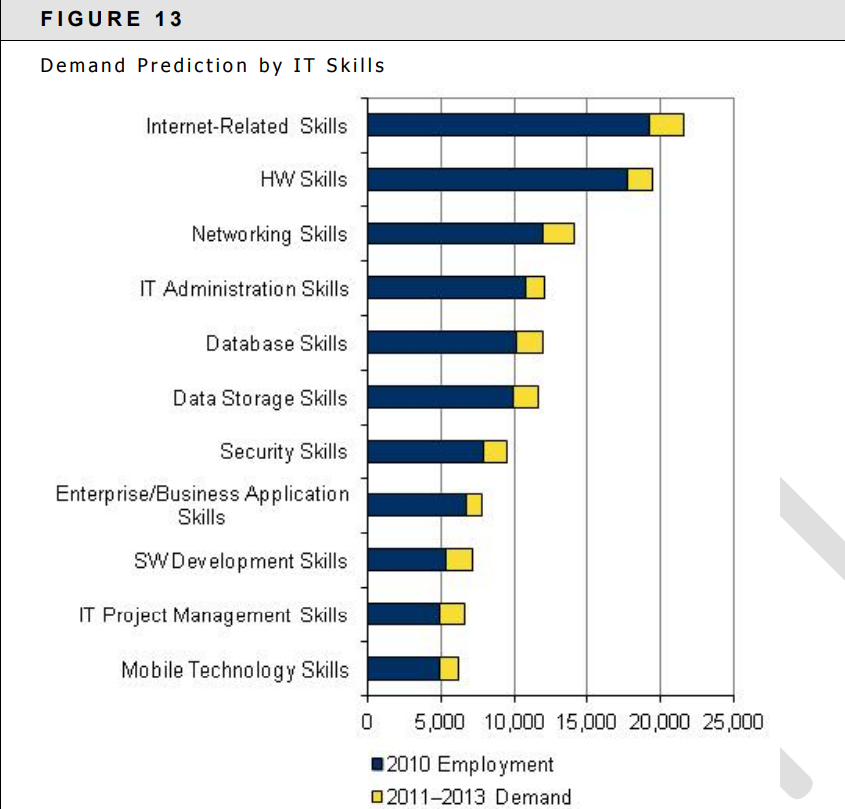 FIGURE 13
Demand Prediction by IT Skills
Internet-Related Skills
HW Skills
Networking Skills
IT Administration Skills
Database Skills
Data Storage Skills
Security Skills
Enterprise/Business Application
Skills
SW Development Skills
IT Project Management Skills
Mobile Technology Skills
0 5,000 10,000 15,000 20,000 25,000
2010 Employment
2011–2013 Demand